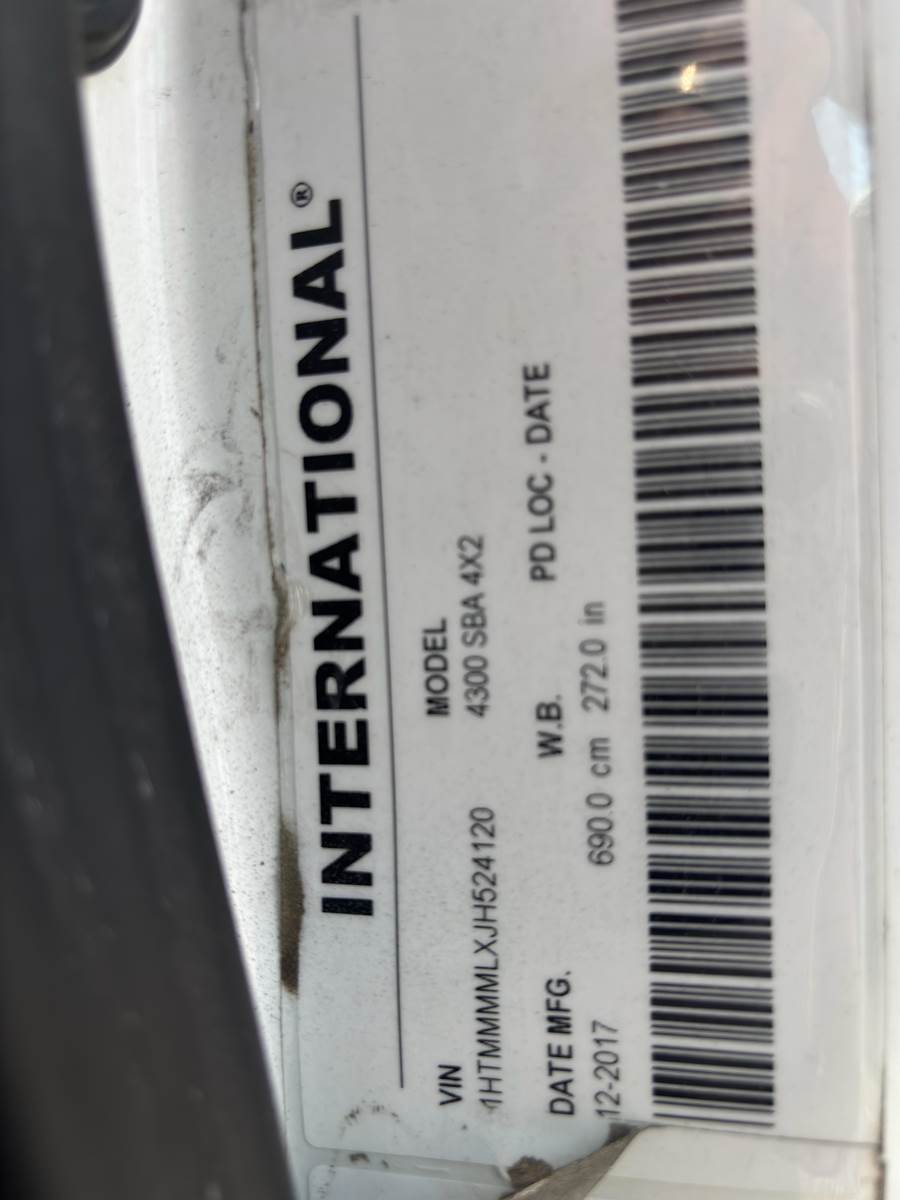 INTERNATIONAL®
VIN MODEL
1HTMMMMLXJH524120 4300 SBA 4X2
DATE MFG. W.B. PD LOC - DATE
12-2017 690.0 cm 272.0 in